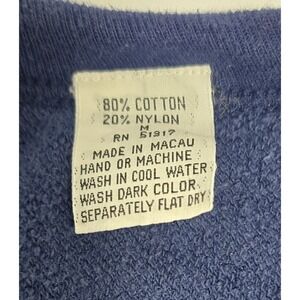 80% COTTON
20% NYLON
M
RN 51317
MADE IN MACAU
HAND OR MACHINE
WASH IN COOL WATER
WASH DARK COLOR
SEPARATELY FLAT DRY